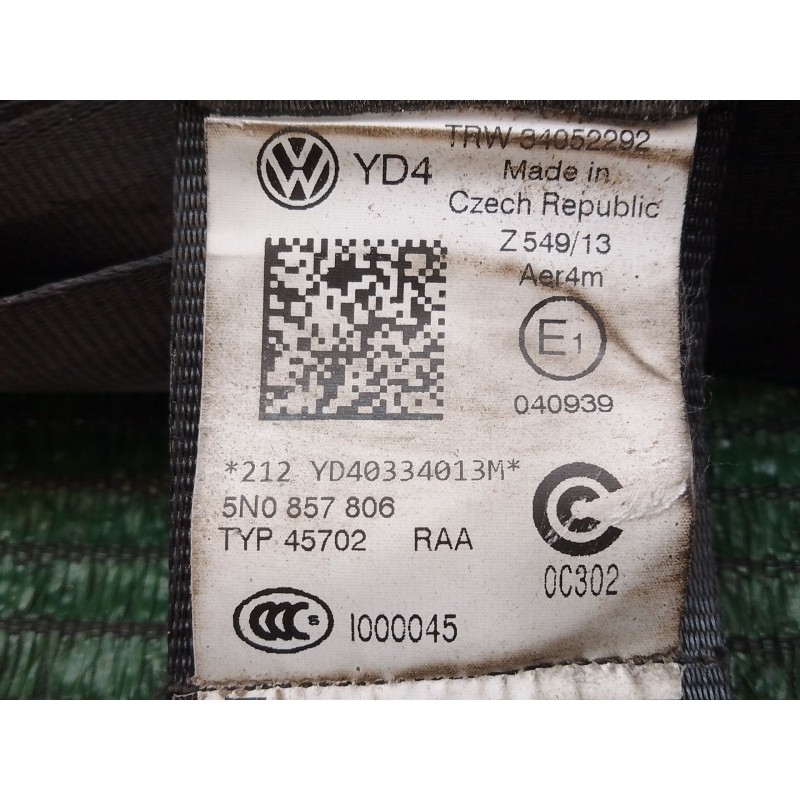 TRW 34052292
YD4
Made in
Czech Republic
Z 549/13
Aer4m
E1
040939
*212 YD40334013M*
5N0 857 806
TYP 45702 RAA
0C302
CCC S
I000045